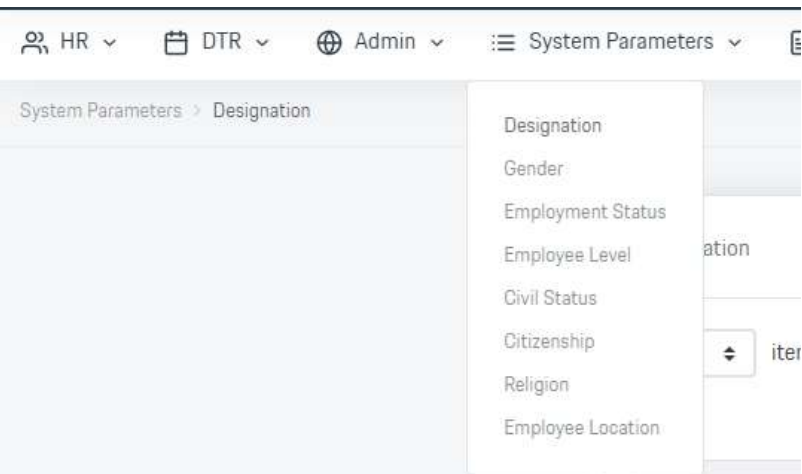 HR DTR Admin System Parameters
System Parameters > Designation
Designation
Gender
Employment Status
Employee Level
ation
Civil Status
Citizenship
iter
Religion
Employee Location